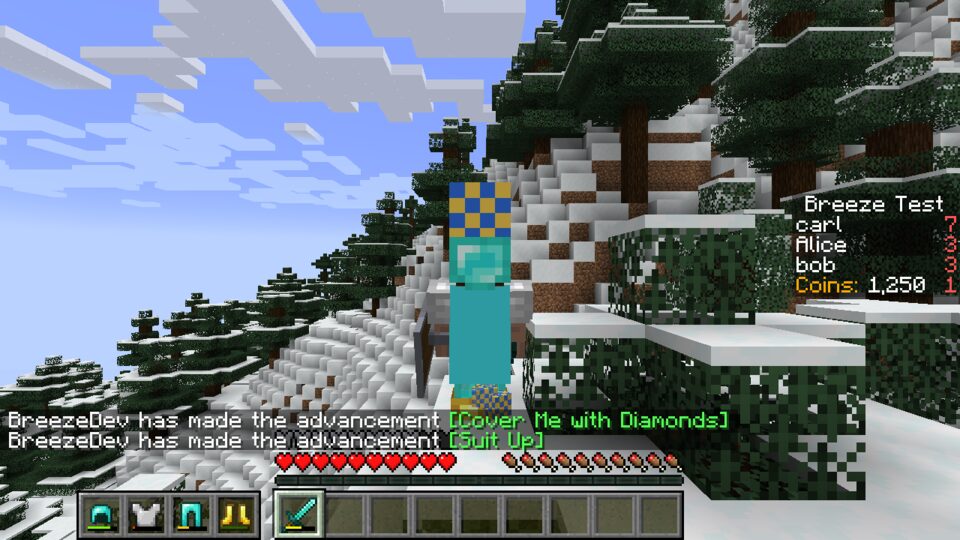 Breeze Test
carl 7
Alice 3
bob 3
Coins: 1,250 1
BreezeDev has made the advancement [Cover Me with Diamonds]
BreezeDev has made the advancement [Suit Up]